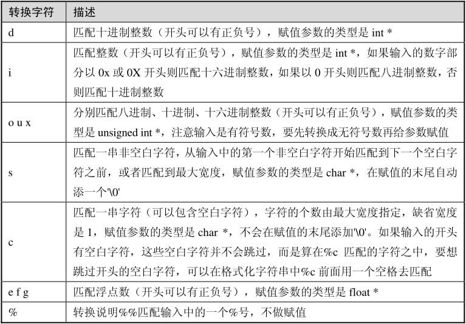 转换字符 描述
d 匹配十进制整数（开头可以有正负号），赋值参数的类型是 int *
匹配整数（开头可以有正负号），赋值参数的类型是 int *，如果输入的数字部
i 分以 0x 或 0X 开头则匹配十六进制整数，如果以 0 开头则匹配八进制整数，否
则匹配十进制整数
分别匹配八进制、十进制、十六进制整数（开头可以有正负号），赋值参数的类
o u x
型是 unsigned int *，注意输入是有符号数，要先转换成无符号数再给参数赋值
匹配一串非空白字符，从输入中的第一个非空白字符开始匹配到下一个空白字
s 符之前，或者匹配到最大宽度，赋值参数的类型是 char *，在赋值的末尾自动
添一个'\0'
匹配一串字符（可以包含空白字符），字符的个数由最大宽度指定，缺省宽度
是 1，赋值参数的类型是 char *，不会在赋值的末尾添加'\0'。如果输入的开头
c
有空白字符，这些空白字符并不会跳过，而是算在%c 匹配的字符之中，要想
跳过开头的空白字符，可以在格式化字符串中%c 前面用一个空格去匹配
e f g 匹配浮点数（开头可以有正负号），赋值参数的类型是 float *
% 转换说明%%匹配输入中的一个%号，不做赋值